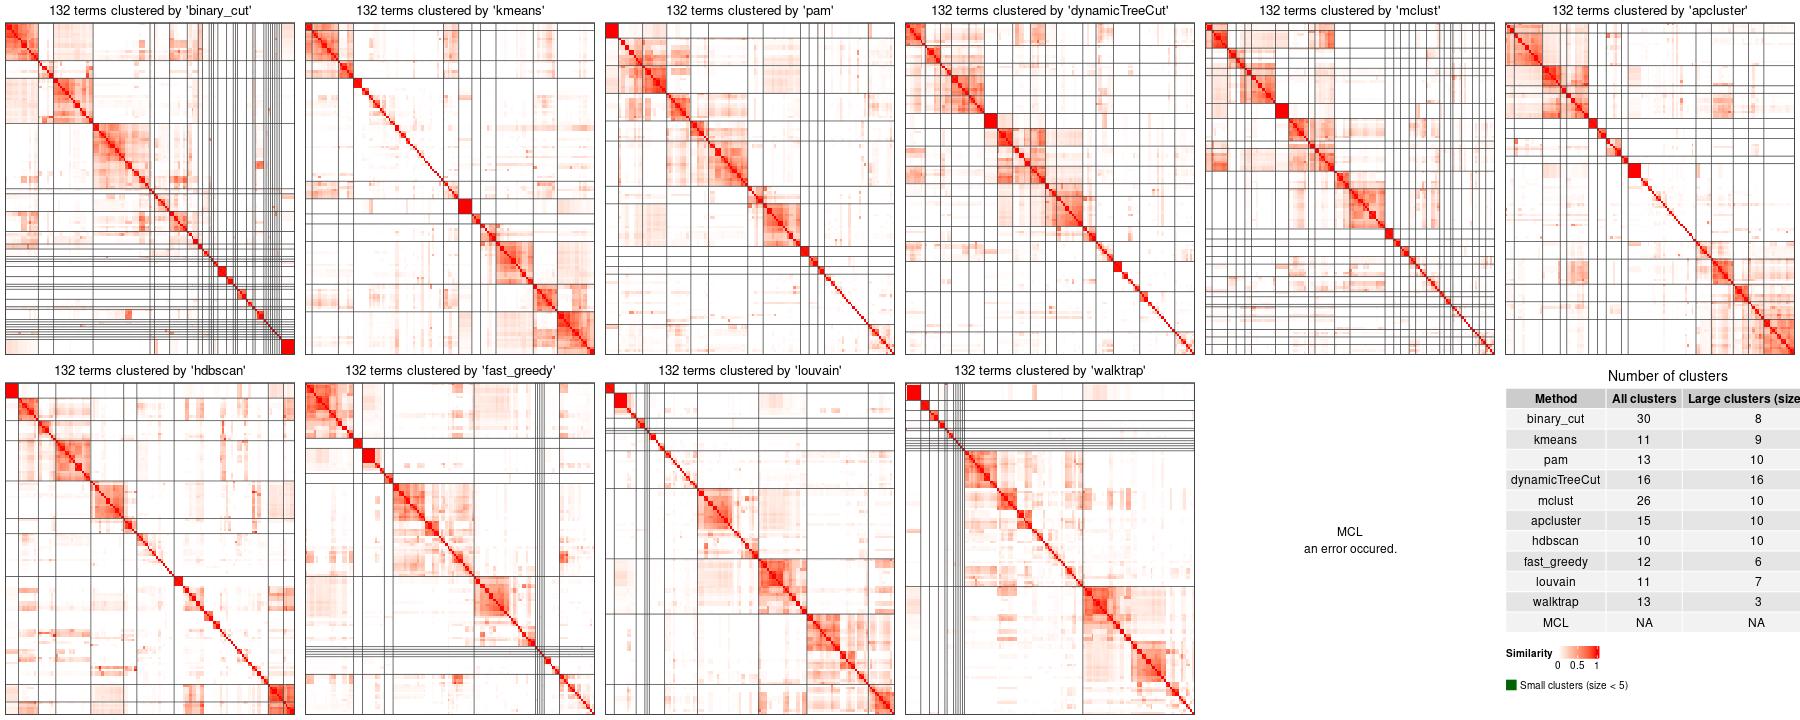 132 terms clustered by 'binary_cut'
132 terms clustered by 'kmeans'
132 terms clustered by 'pam'
132 terms clustered by 'dynamicTreeCut'
132 terms clustered by 'mclust'
132 terms clustered by 'apcluster'
132 terms clustered by 'hdbscan'
132 terms clustered by 'fast_greedy'
132 terms clustered by 'louvain'
132 terms clustered by 'walktrap'
MCL
an error occured.
Number of clusters
Method All clusters Large clusters (size
binary_cut 30 8
kmeans 11 9
pam 13 10
dynamicTreeCut 16 16
mclust 26 10
apcluster 15 10
hdbscan 10 10
fast_greedy 12 6
louvain 11 7
walktrap 13 3
MCL NA NA
Similarity
0 0.5 1
Small clusters (size < 5)